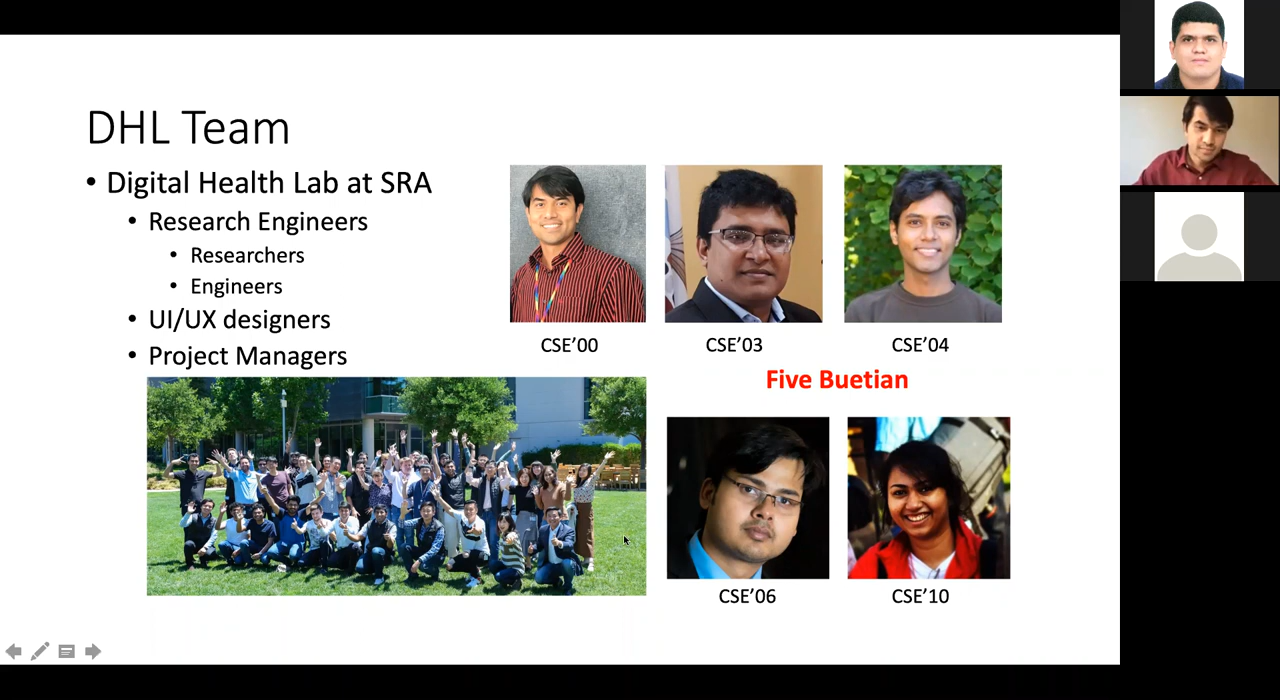 DHL Team
• Digital Health Lab at SRA
• Research Engineers
• Researchers
• Engineers
• UI/UX designers
• Project Managers
CSE’00
CSE’03
CSE’04
Five Buetian
CSE’06
CSE’10